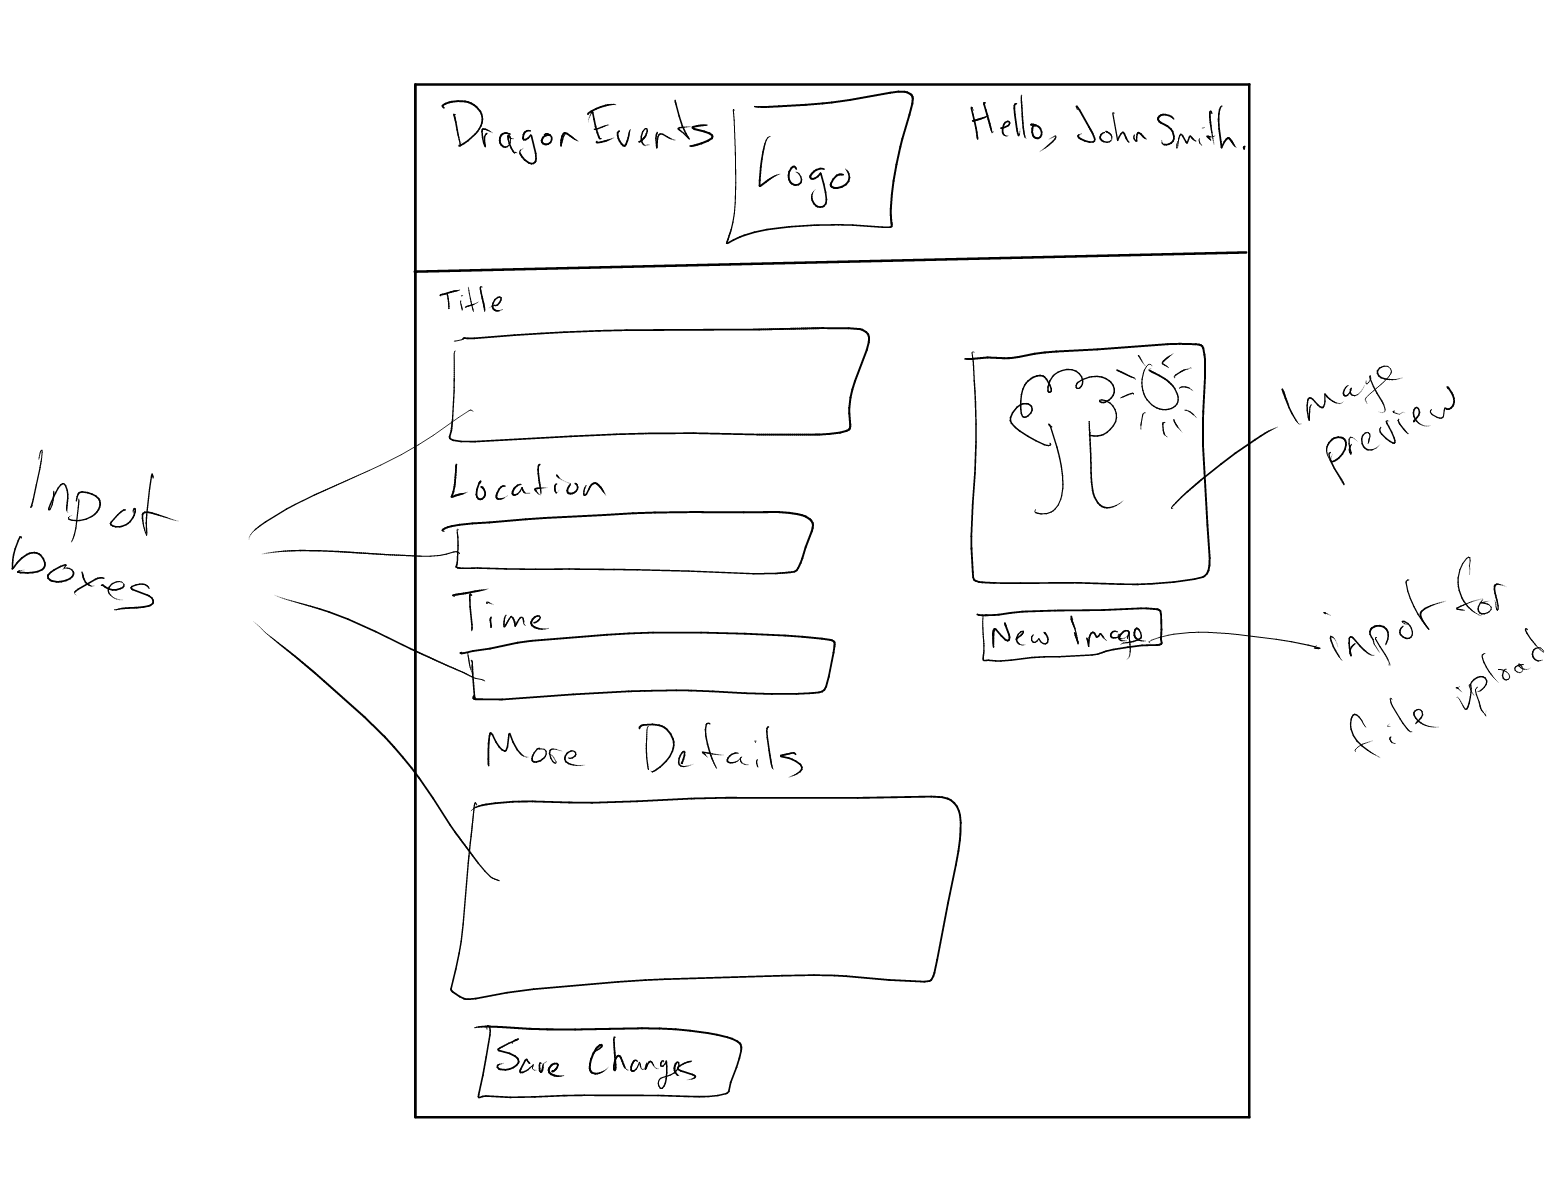 Dragon Events
Logo
Hello, John Smith.
Title
Location
Time
More Details
Save Changes
New Image
Input
boxes
Image
preview
input for
file upload